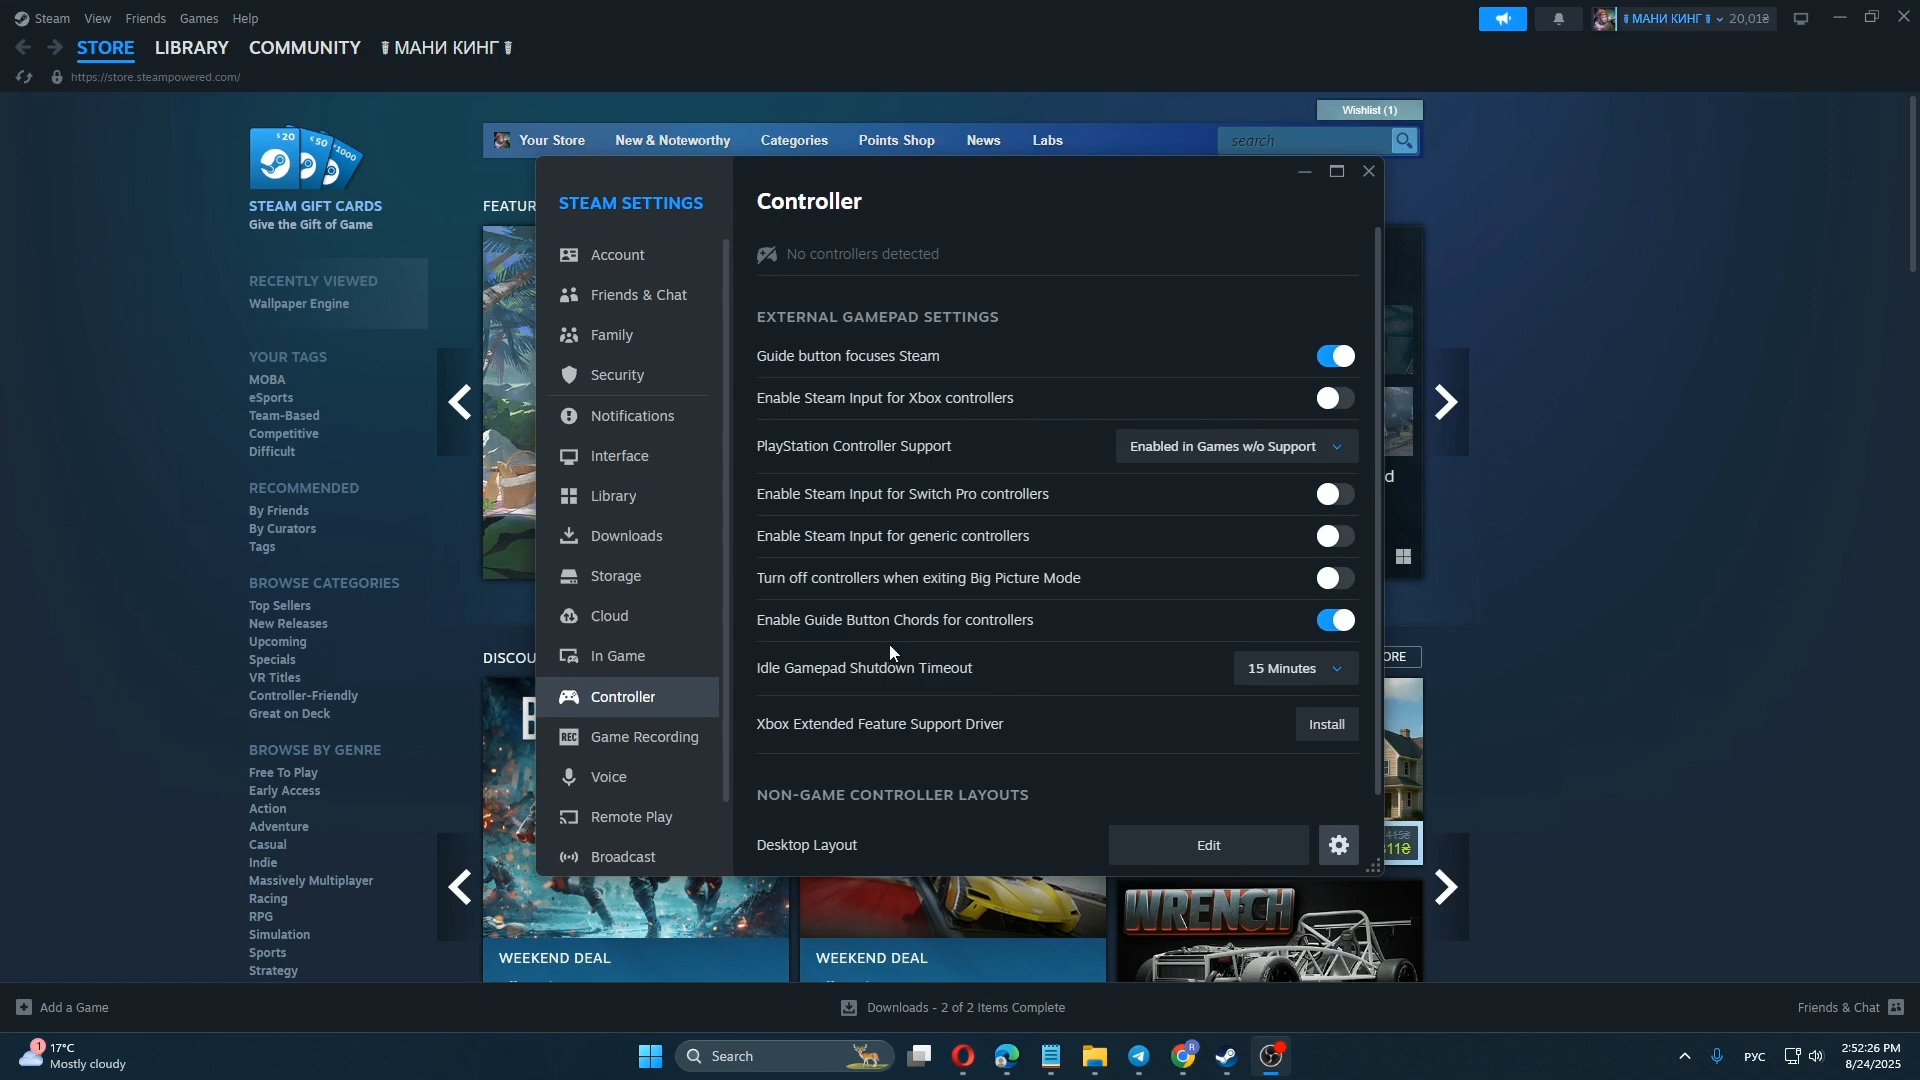 Steam View Friends Games Help
МАНИ КИНГ 20,01₴
STORE LIBRARY COMMUNITY МАНИ КИНГ
https://store.steampowered.com/
Wishlist (1)
Your Store New & Noteworthy Categories Points Shop News Labs search
$20 €50 ¥1000
STEAM GIFT CARDS
Give the Gift of Game
RECENTLY VIEWED
Wallpaper Engine
YOUR TAGS
MOBA
eSports
Team-Based
Competitive
Difficult
RECOMMENDED
By Friends
By Curators
Tags
BROWSE CATEGORIES
Top Sellers
New Releases
Upcoming
Specials
VR Titles
Controller-Friendly
Great on Deck
BROWSE BY GENRE
Free To Play
Early Access
Action
Adventure
Casual
Indie
Massively Multiplayer
Racing
RPG
Simulation
Sports
Strategy
FEATUR
DISCOU
STEAM SETTINGS
Account
Friends & Chat
Family
Security
Notifications
Interface
Library
Downloads
Storage
Cloud
In Game
Controller
REC Game Recording
Voice
Remote Play
Broadcast
Controller
No controllers detected
EXTERNAL GAMEPAD SETTINGS
Guide button focuses Steam
Enable Steam Input for Xbox controllers
PlayStation Controller Support Enabled in Games w/o Support
Enable Steam Input for Switch Pro controllers
Enable Steam Input for generic controllers
Turn off controllers when exiting Big Picture Mode
Enable Guide Button Chords for controllers
Idle Gamepad Shutdown Timeout 15 Minutes
Xbox Extended Feature Support Driver Install
NON-GAME CONTROLLER LAYOUTS
Desktop Layout Edit
d
ORE
415₴
11₴
WRENCH
WEEKEND DEAL
WEEKEND DEAL
Add a Game Downloads - 2 of 2 Items Complete Friends & Chat
1 17°C
Mostly cloudy
Search
R
РУС
2:52:26 PM
8/24/2025